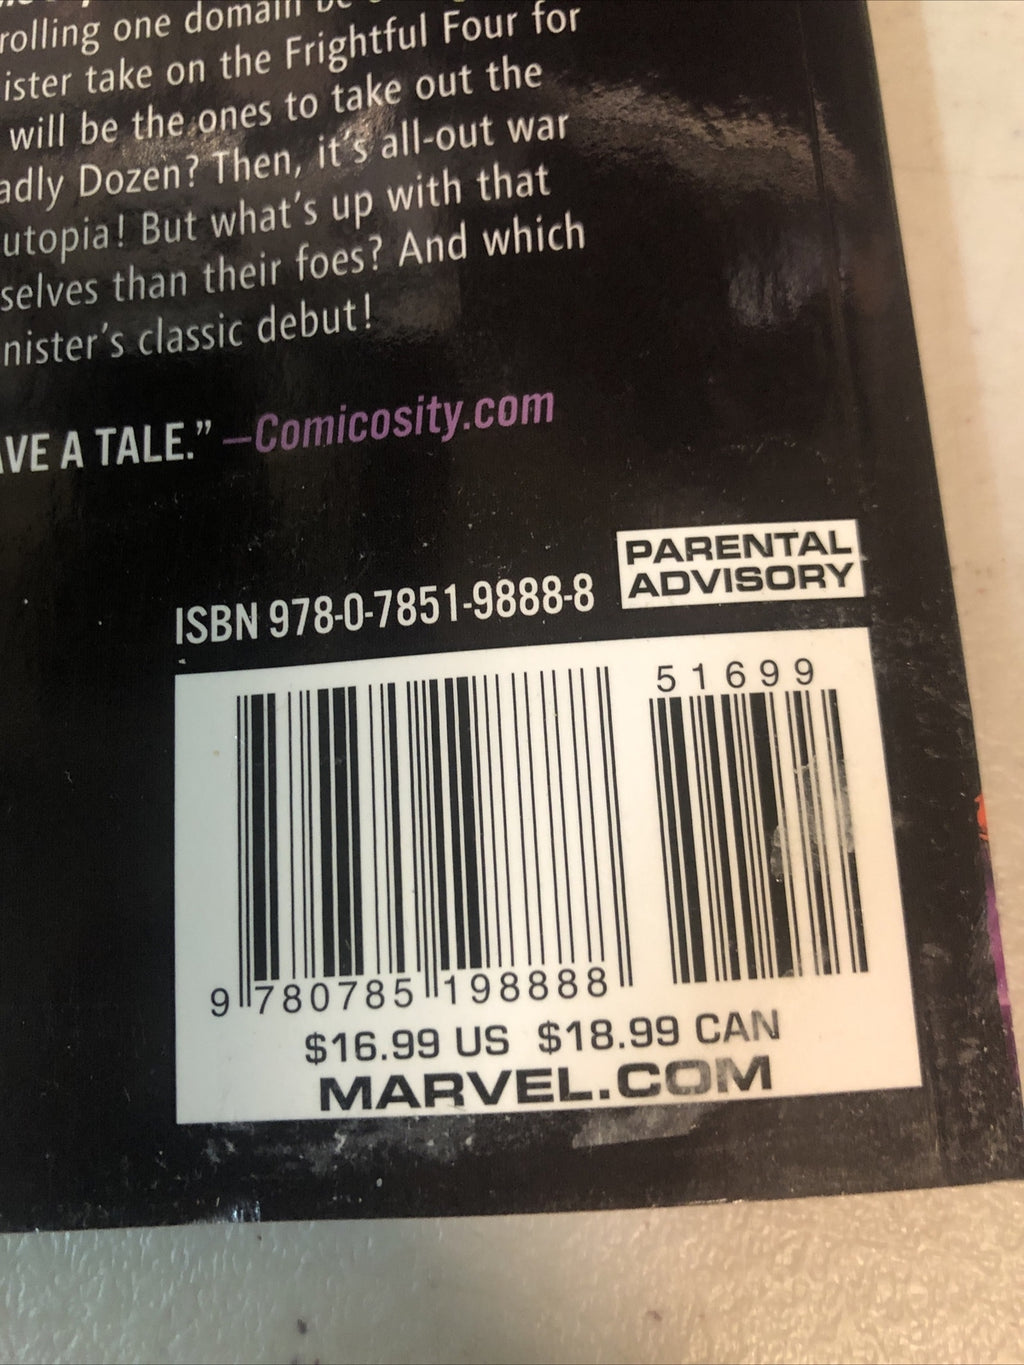 rolling one domain
ister take on the Frightful Four for
will be the ones to take out the
adly Dozen? Then, it's all-out war
utopia! But what's up with that
selves than their foes? And which
nister's classic debut!
AVE A TALE." –Comicosity.com
PARENTAL
ADVISORY
ISBN 978-0-7851-9888-8
51699
9 780785 198888
$16.99 US $18.99 CAN
MARVEL.COM